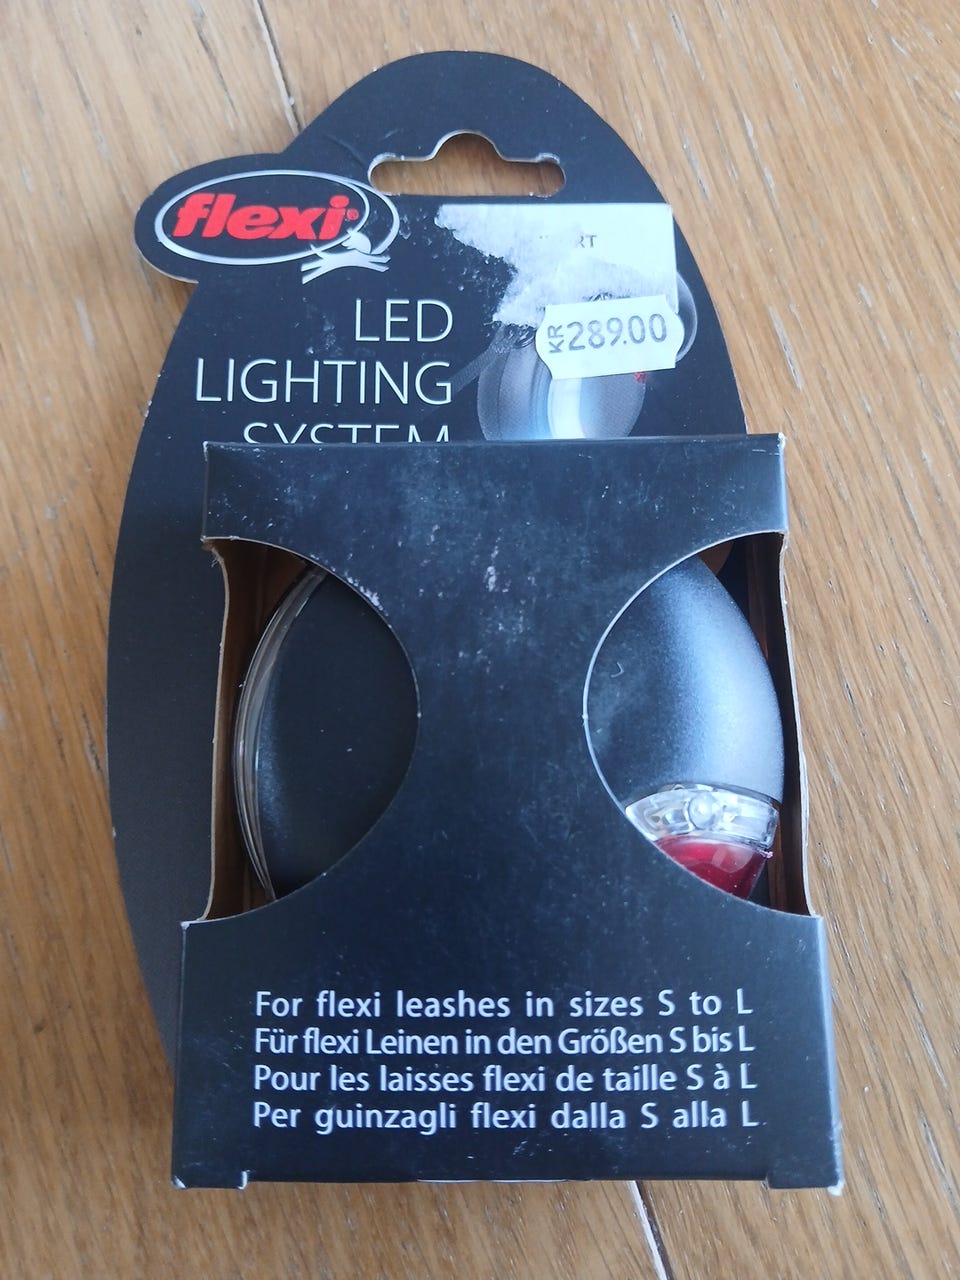 flexi®
LED
LIGHTING
SYSTEM
KR 289.00
For flexi leashes in sizes S to L
Für flexi Leinen in den Größen S bis L
Pour les laisses flexi de taille S à L
Per guinzagli flexi dalla S alla L